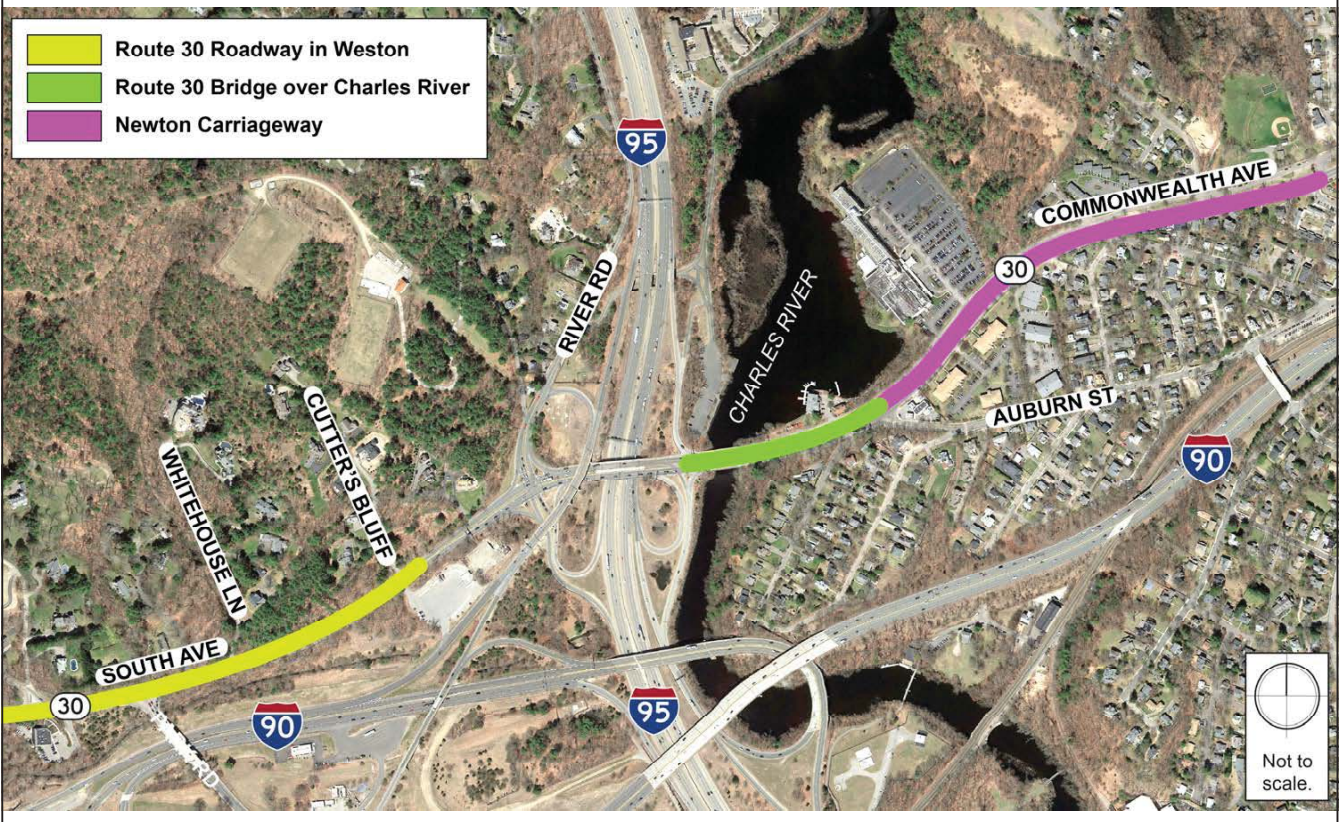 Route 30 Roadway in Weston
Route 30 Bridge over Charles River
Newton Carriageway
95
COMMONWEALTH AVE
30
RIVER RD
CHARLES RIVER
CUTTER'S BLUFF
AUBURN ST
WHITEHOUSE LN
90
SOUTH AVE
30
90
95
RD
Not to
scale.